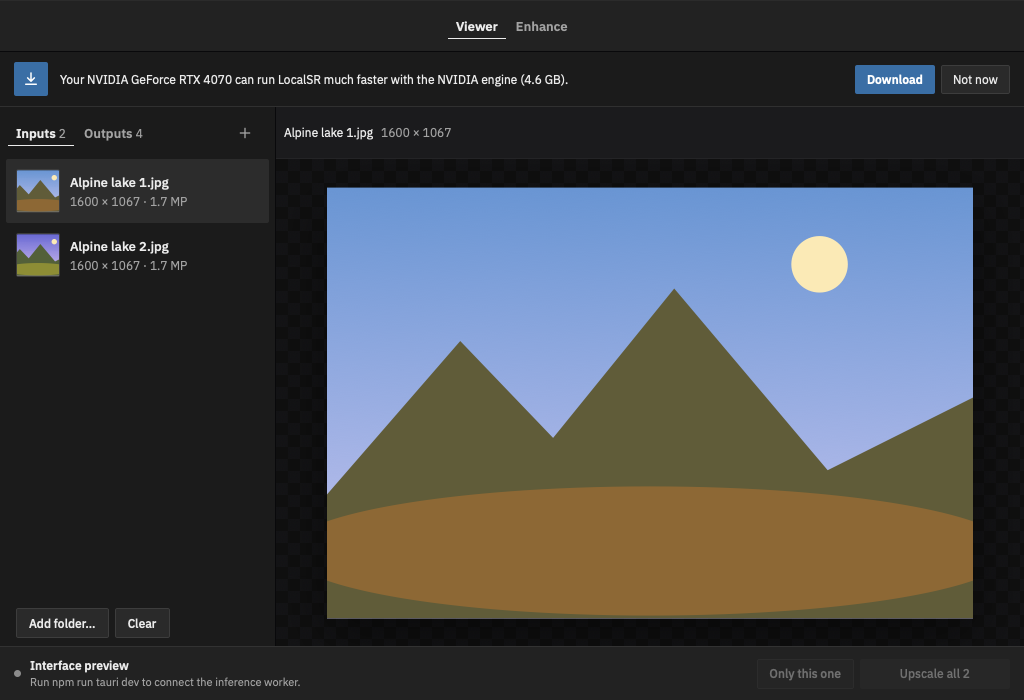 Viewer Enhance
Your NVIDIA GeForce RTX 4070 can run LocalSR much faster with the NVIDIA engine (4.6 GB).
Download
Not now
Inputs 2 Outputs 4 +
Alpine lake 1.jpg 1600 × 1067
Alpine lake 1.jpg
1600 × 1067 · 1.7 MP
Alpine lake 2.jpg
1600 × 1067 · 1.7 MP
Add folder... Clear
Interface preview
Run npm run tauri dev to connect the inference worker.
Only this one
Upscale all 2